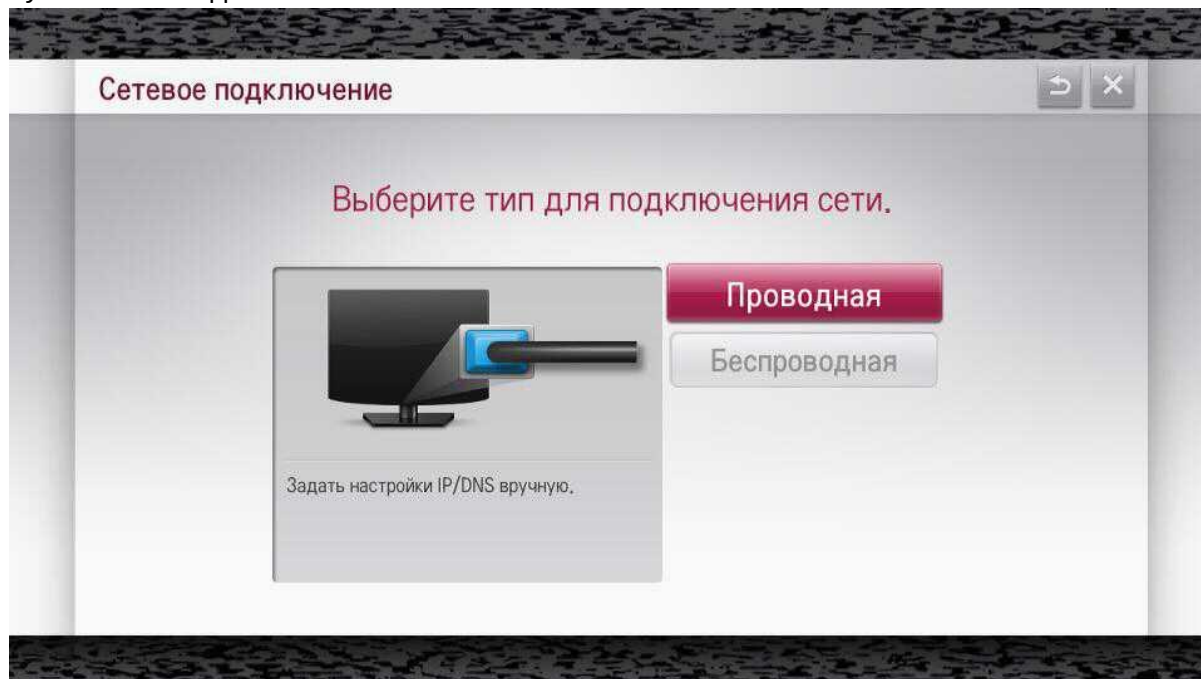 Сетевое подключение
Выберите тип для подключения сети.
Проводная
Беспроводная
Задать настройки IP/DNS вручную.